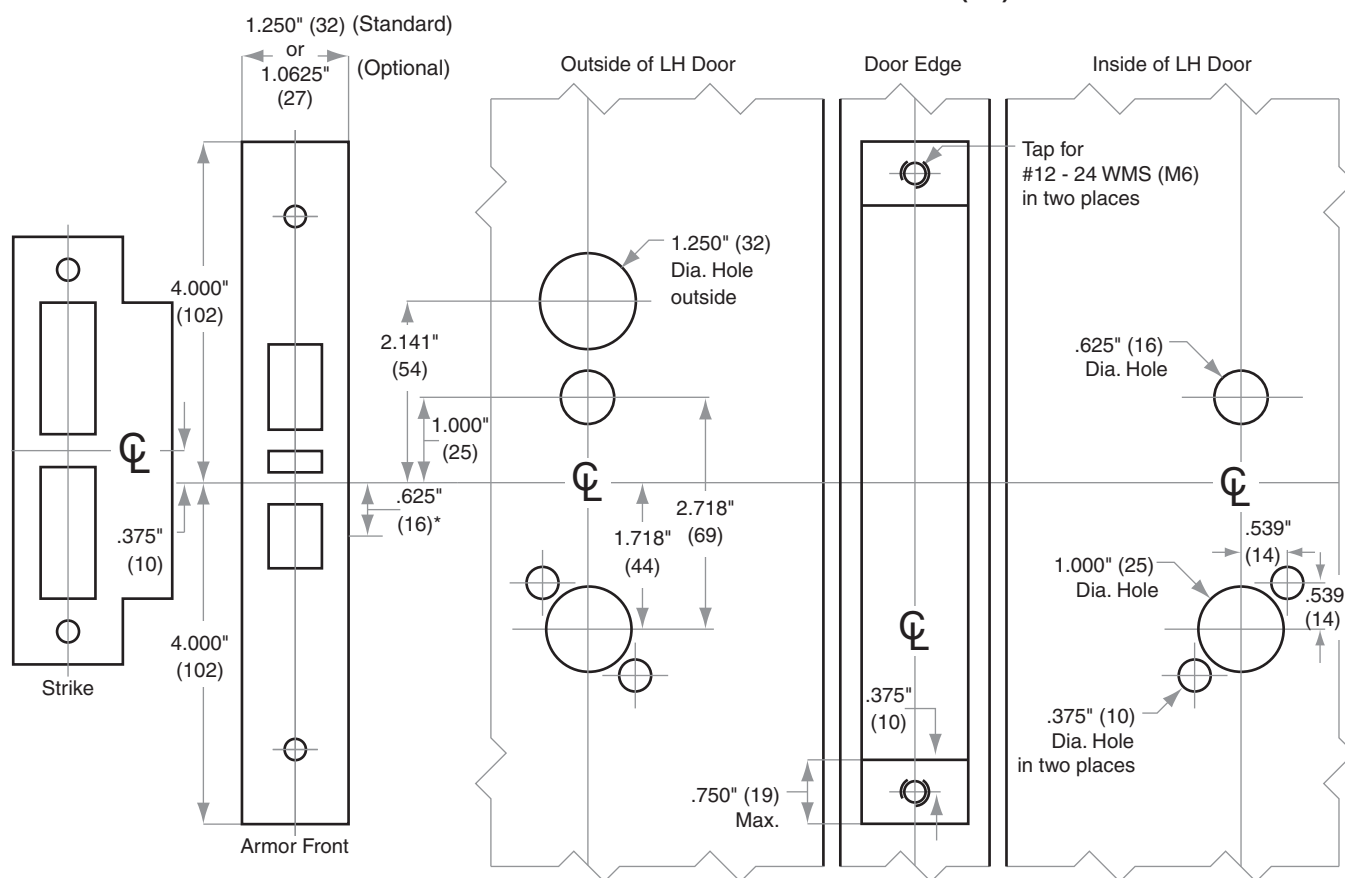 1.250" (32) (Standard)
or
1.0625" (Optional)
(27)
Outside of LH Door
Door Edge
Inside of LH Door
Tap for
#12 - 24 WMS (M6)
in two places
1.250" (32)
Dia. Hole
outside
4.000"
(102)
2.141"
(54)
.625" (16)
Dia. Hole
1.000"
(25)
℄
℄
℄
.625"
(16)*
2.718"
(69)
1.718"
(44)
.375"
(10)
.539"
(14)
1.000" (25)
Dia. Hole
.539
(14)
℄
4.000"
(102)
Strike
.375"
(10)
.375" (10)
Dia. Hole
in two places
.750" (19)
Max.
Armor Front